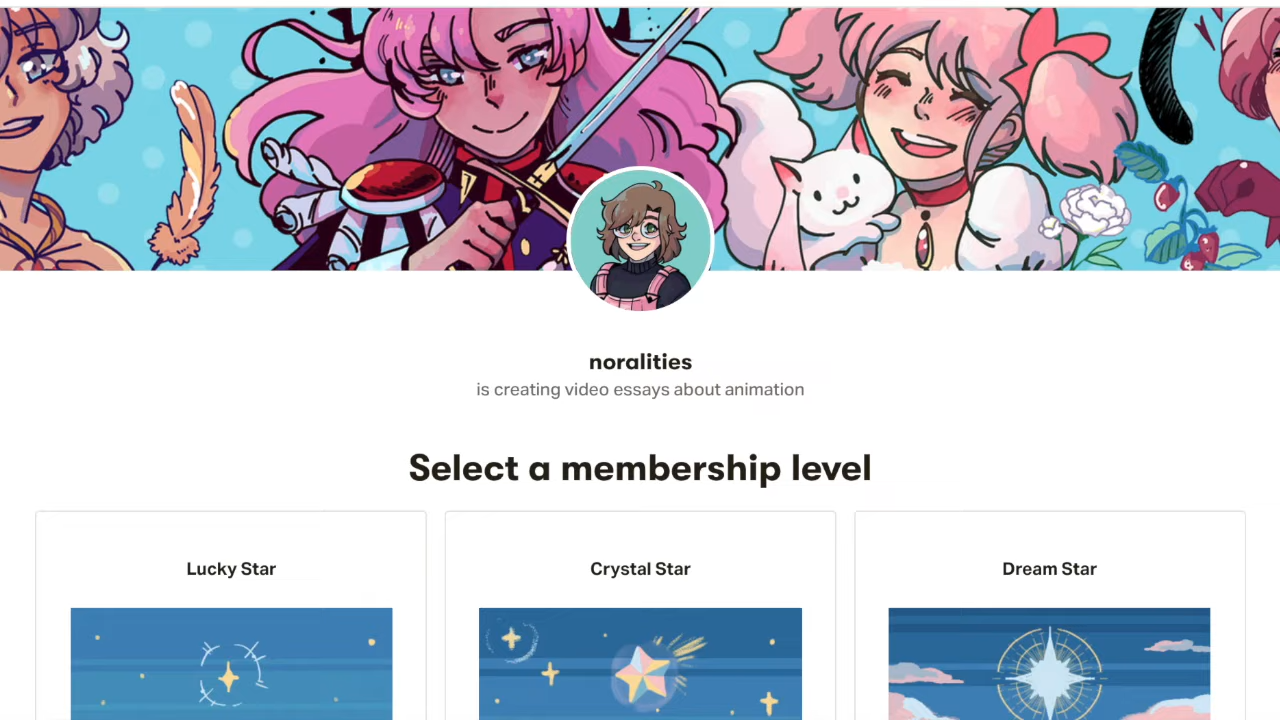 noralities
is creating video essays about animation
Select a membership level
Lucky Star
Crystal Star
Dream Star